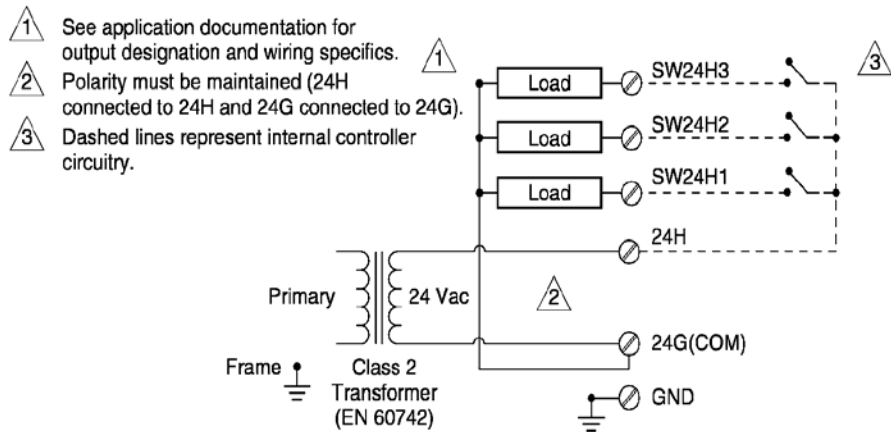 1 See application documentation for
output designation and wiring specifics.
2 Polarity must be maintained (24H
connected to 24H and 24G connected to 24G).
3 Dashed lines represent internal controller
circuitry.
1
3
Load SW24H3
Load SW24H2
Load SW24H1
24H
Primary 24 Vac 2
24G(COM)
Frame Class 2
Transformer
(EN 60742)
GND